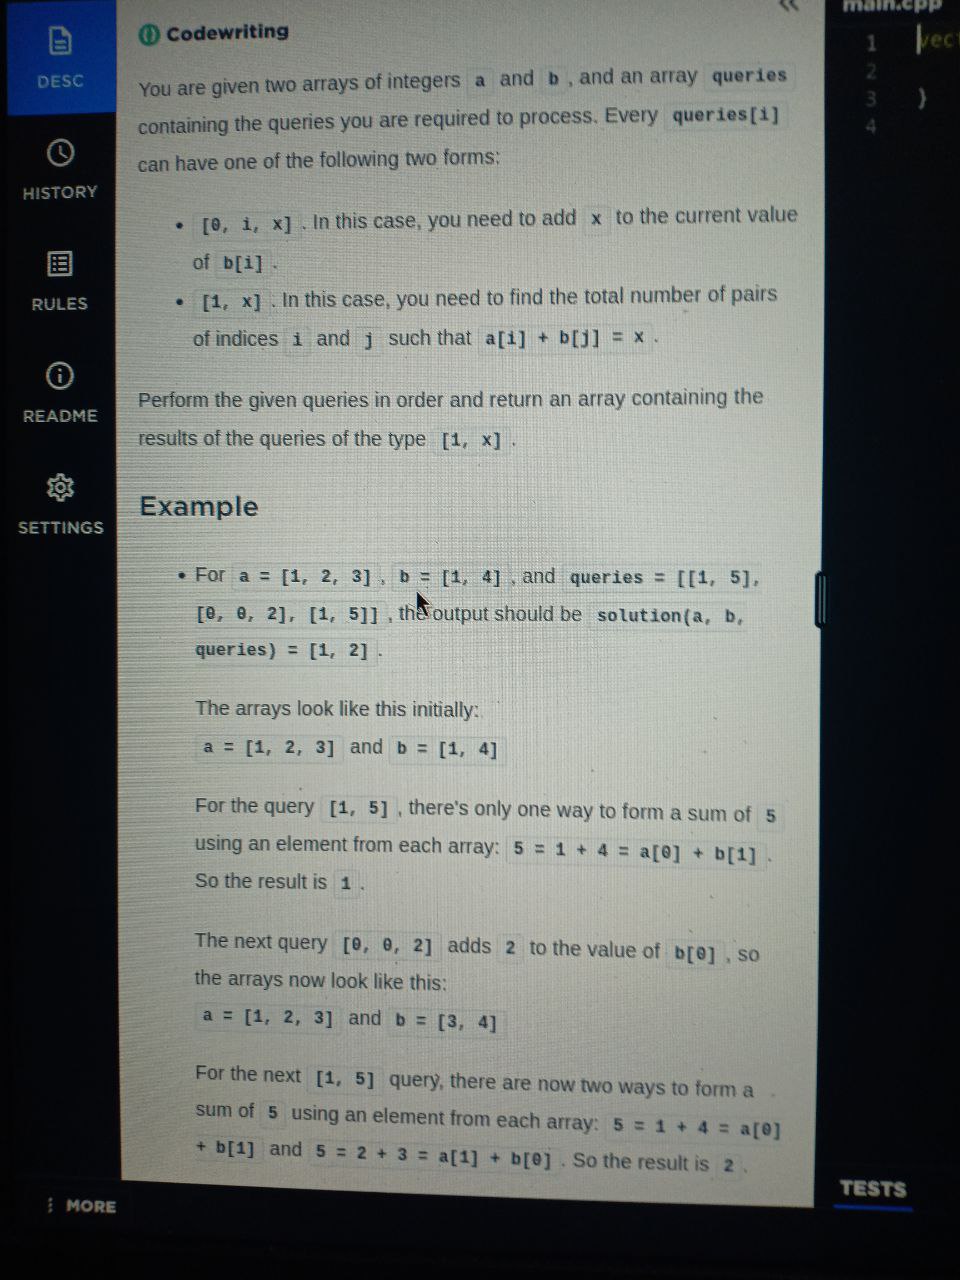 Codewriting
You are given two arrays of integers a and b , and an array queries
containing the queries you are required to process. Every queries[i]
can have one of the following two forms:
[0, i, x] . In this case, you need to add x to the current value
of b[i] .
[1, x] . In this case, you need to find the total number of pairs
of indices i and j such that a[i] + b[j] = x .
Perform the given queries in order and return an array containing the
results of the queries of the type [1, x] .
Example
For a = [1, 2, 3] , b = [1, 4] , and queries = [[1, 5],
[0, 0, 2], [1, 5]] , the output should be solution(a, b,
queries) = [1, 2] .
The arrays look like this initially:
a = [1, 2, 3] and b = [1, 4]
For the query [1, 5] , there's only one way to form a sum of 5
using an element from each array: 5 = 1 + 4 = a[0] + b[1] .
So the result is 1 .
The next query [0, 0, 2] adds 2 to the value of b[0] , so
the arrays now look like this:
a = [1, 2, 3] and b = [3, 4]
For the next [1, 5] query, there are now two ways to form a
sum of 5 using an element from each array: 5 = 1 + 4 = a[0]
+ b[1] and 5 = 2 + 3 = a[1] + b[0] . So the result is 2 .
DESC
HISTORY
RULES
README
SETTINGS
MORE
main.cpp
1 vec
2
3 }
4
TESTS